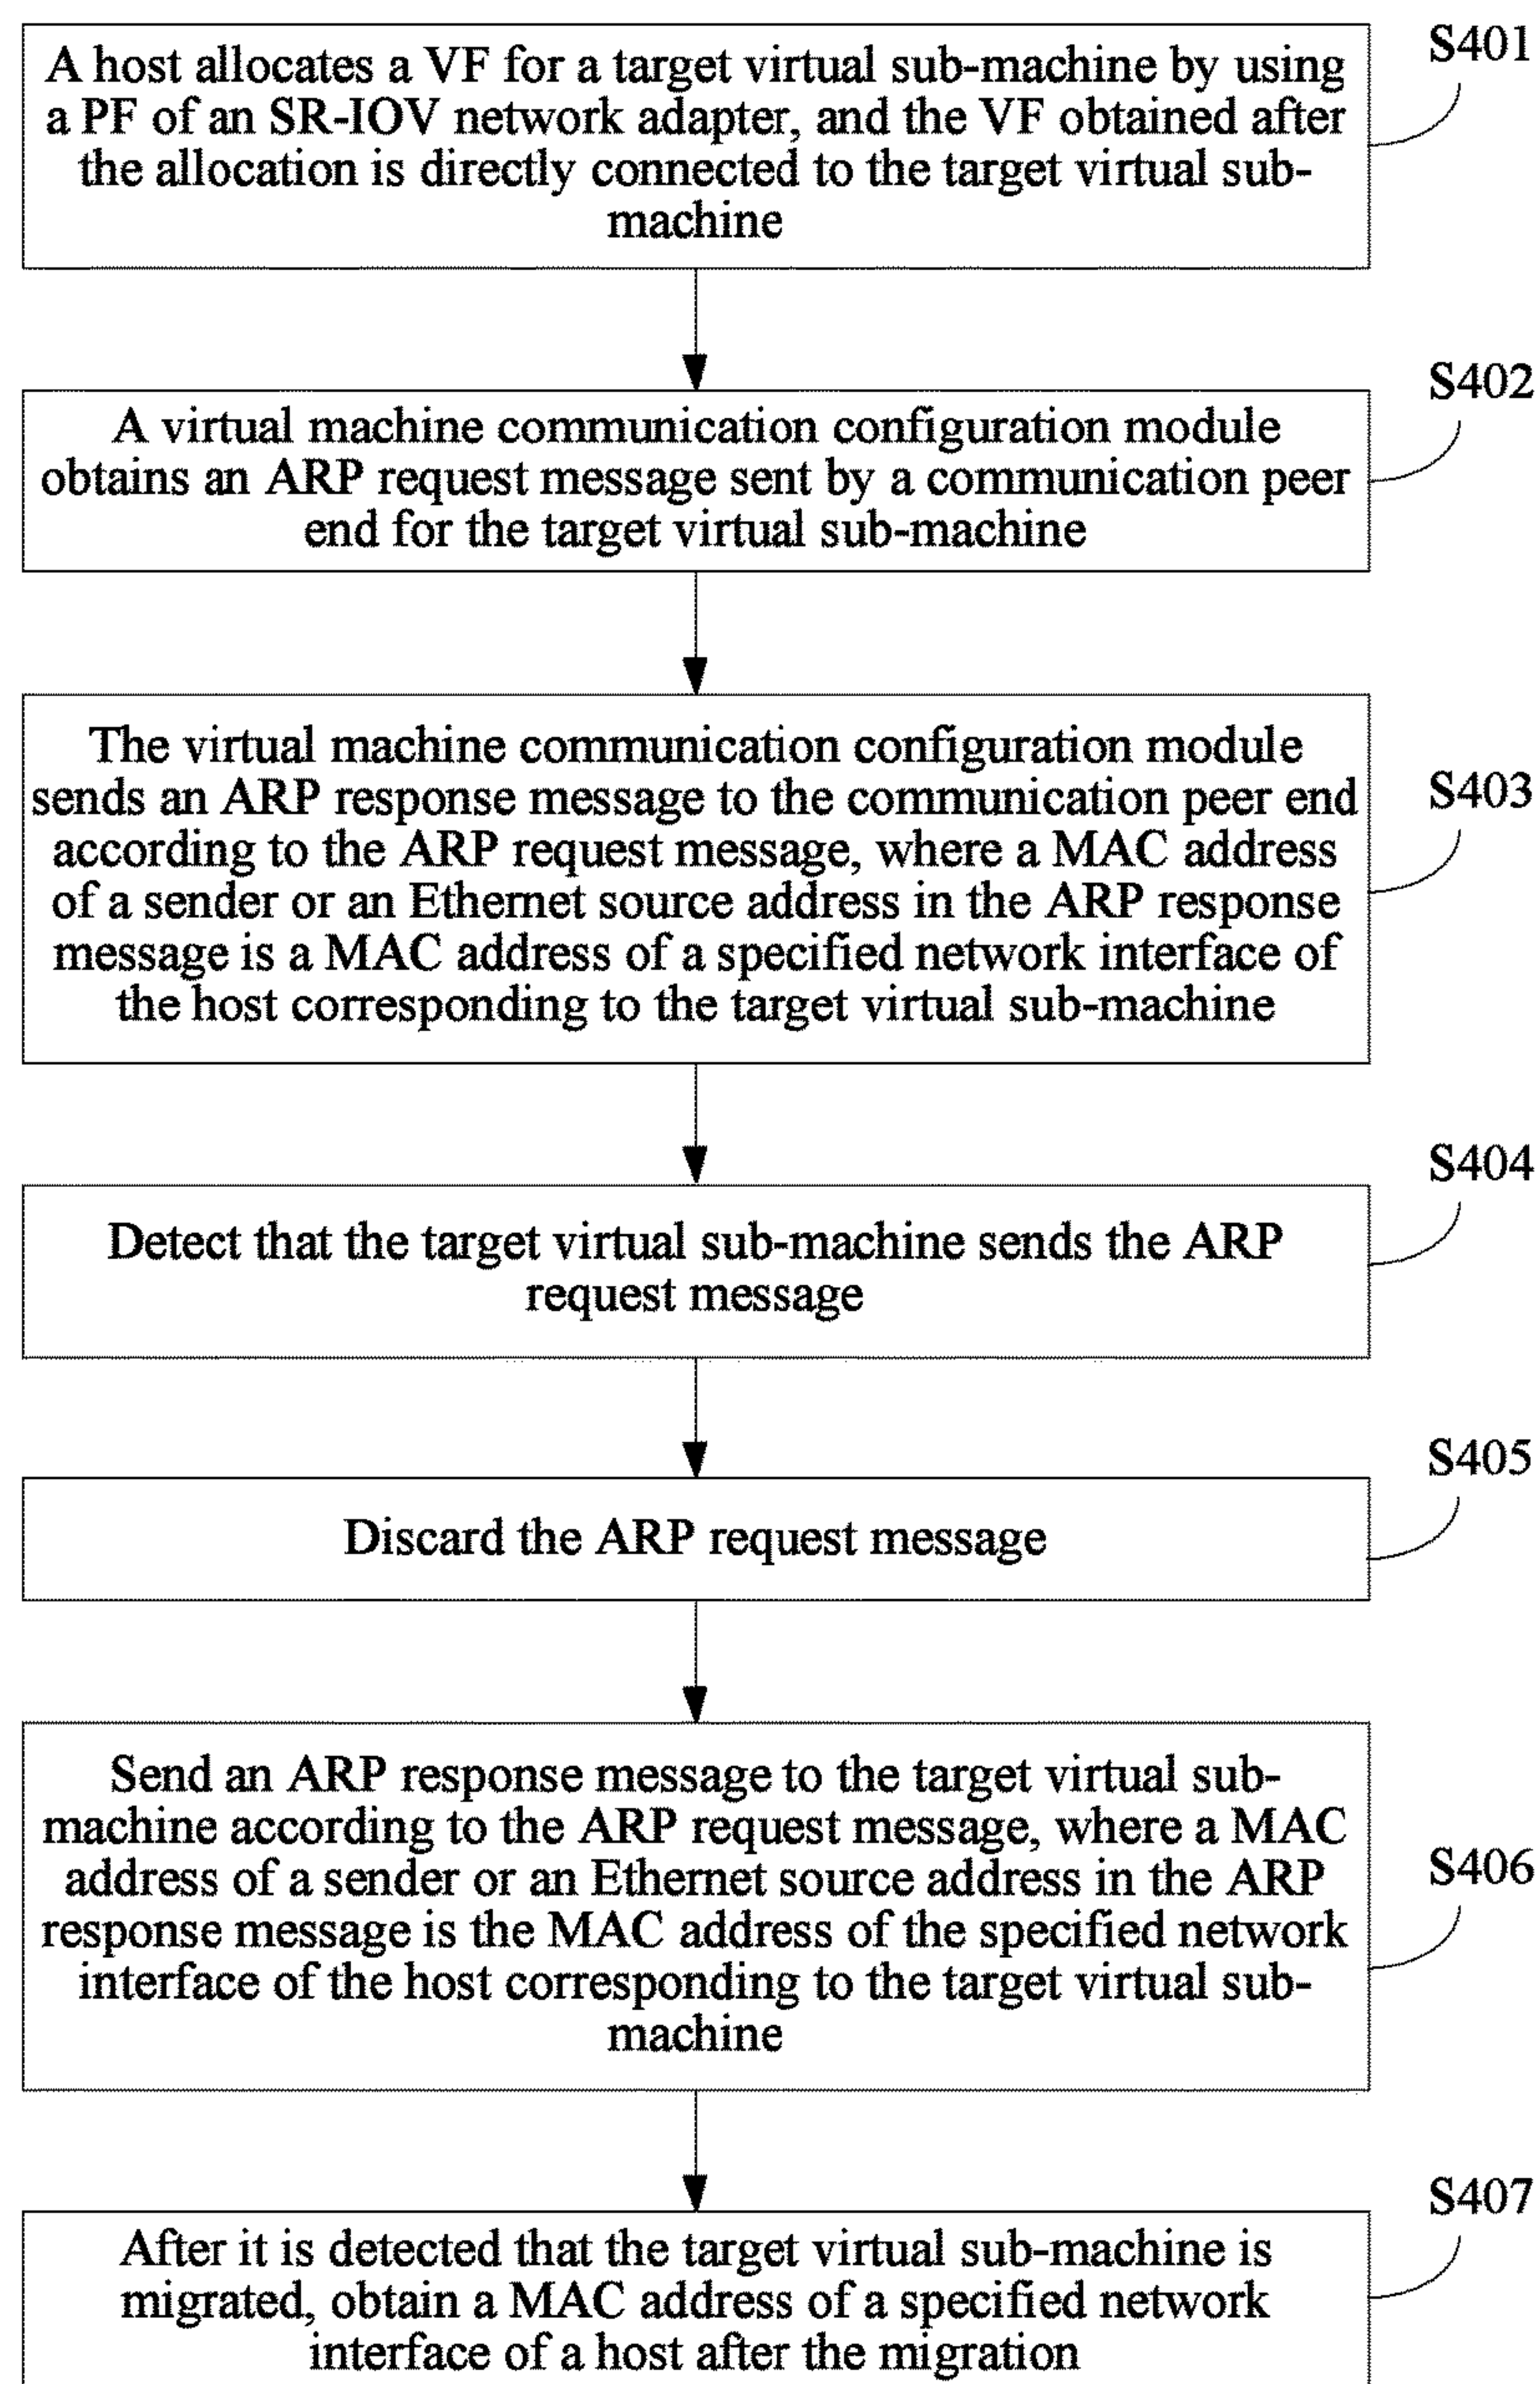 S401
A host allocates a VF for a target virtual sub-machine by using
a PF of an SR-IOV network adapter, and the VF obtained after
the allocation is directly connected to the target virtual sub-
machine
S402
A virtual machine communication configuration module
obtains an ARP request message sent by a communication peer
end for the target virtual sub-machine
S403
The virtual machine communication configuration module
sends an ARP response message to the communication peer end
according to the ARP request message, where a MAC address
of a sender or an Ethernet source address in the ARP response
message is a MAC address of a specified network interface of
the host corresponding to the target virtual sub-machine
S404
Detect that the target virtual sub-machine sends the ARP
request message
S405
Discard the ARP request message
S406
Send an ARP response message to the target virtual sub-
machine according to the ARP request message, where a MAC
address of a sender or an Ethernet source address in the ARP
response message is the MAC address of the specified network
interface of the host corresponding to the target virtual sub-
machine
S407
After it is detected that the target virtual sub-machine is
migrated, obtain a MAC address of a specified network
interface of a host after the migration